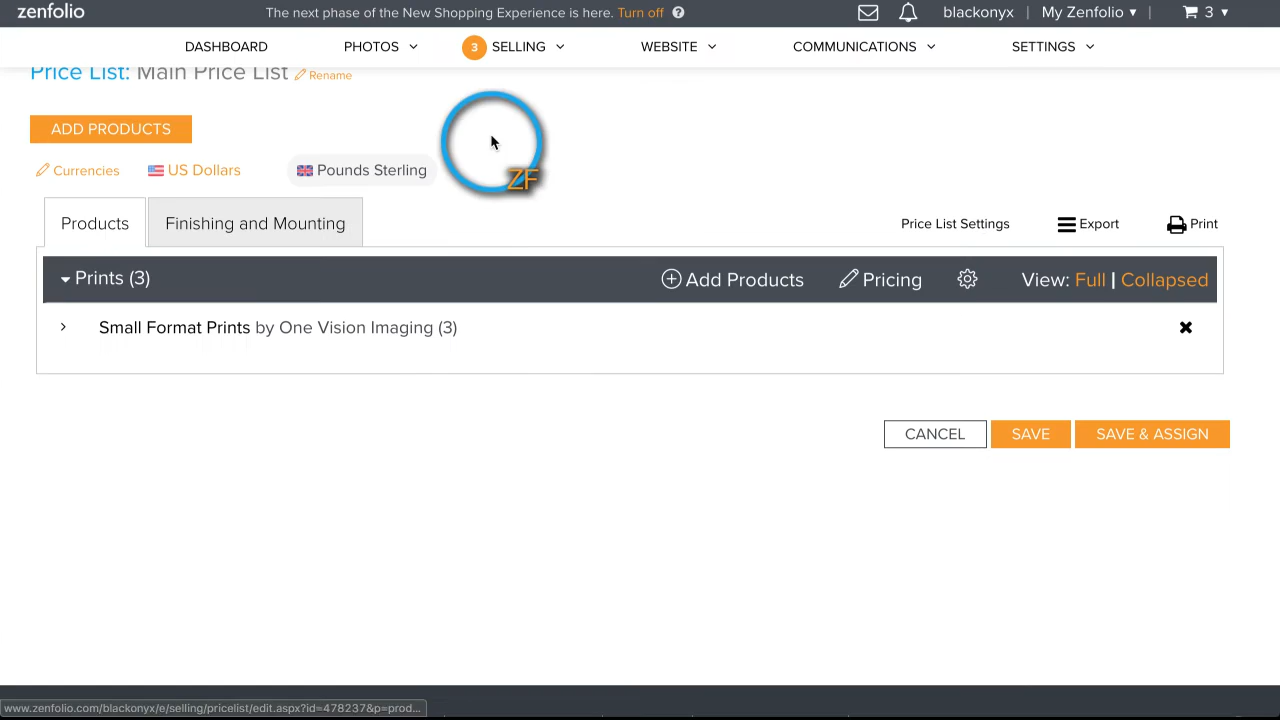 zenfolio The next phase of the New Shopping Experience is here. Turn off ? blackonyx | My Zenfolio ▾ | 3 ▾
DASHBOARD PHOTOS 3 SELLING WEBSITE COMMUNICATIONS SETTINGS
Price List: Main Price List Rename
ADD PRODUCTS
Currencies US Dollars Pounds Sterling
ZF
Products Finishing and Mounting Price List Settings Export Print
Prints (3) Add Products Pricing View: Full | Collapsed
Small Format Prints by One Vision Imaging (3)
CANCEL SAVE SAVE & ASSIGN
www.zenfolio.com/blackonyx/e/selling/pricelist/edit.aspx?id=478237&p=prod...